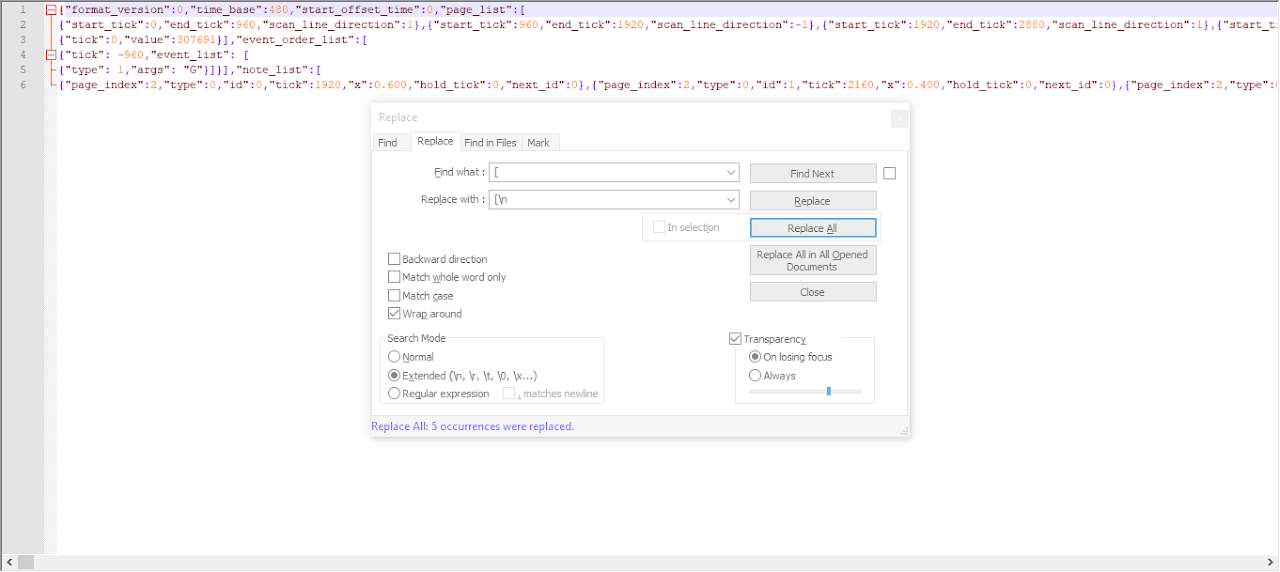 1 {"format_version":0,"time_base":480,"start_offset_time":0,"page_list":[
2 {"start_tick":0,"end_tick":960,"scan_line_direction":1},{"start_tick":960,"end_tick":1920,"scan_line_direction":-1},{"start_tick":1920,"end_tick":2880,"scan_line_direction":1},{"start_ti
3 {"tick":0,"value":307691}],"event_order_list":[
4 {"tick": -960,"event_list": [
5 {"type": 1,"args": "G"}]}],"note_list":[
6 {"page_index":2,"type":0,"id":0,"tick":1920,"x":0.600,"hold_tick":0,"next_id":0},{"page_index":2,"type":0,"id":1,"tick":2160,"x":0.400,"hold_tick":0,"next_id":0},{"page_index":2,"type":0
Replace
Find Replace Find in Files Mark
Find what : [ Find Next
Replace with : [\n Replace
In selection Replace All
Backward direction Replace All in All Opened
Documents
Match whole word only
Match case Close
Wrap around
Search Mode Transparency
Normal On losing focus
Extended (\n, \r, \t, \0, \x...) Always
Regular expression . matches newline
Replace All: 5 occurrences were replaced.